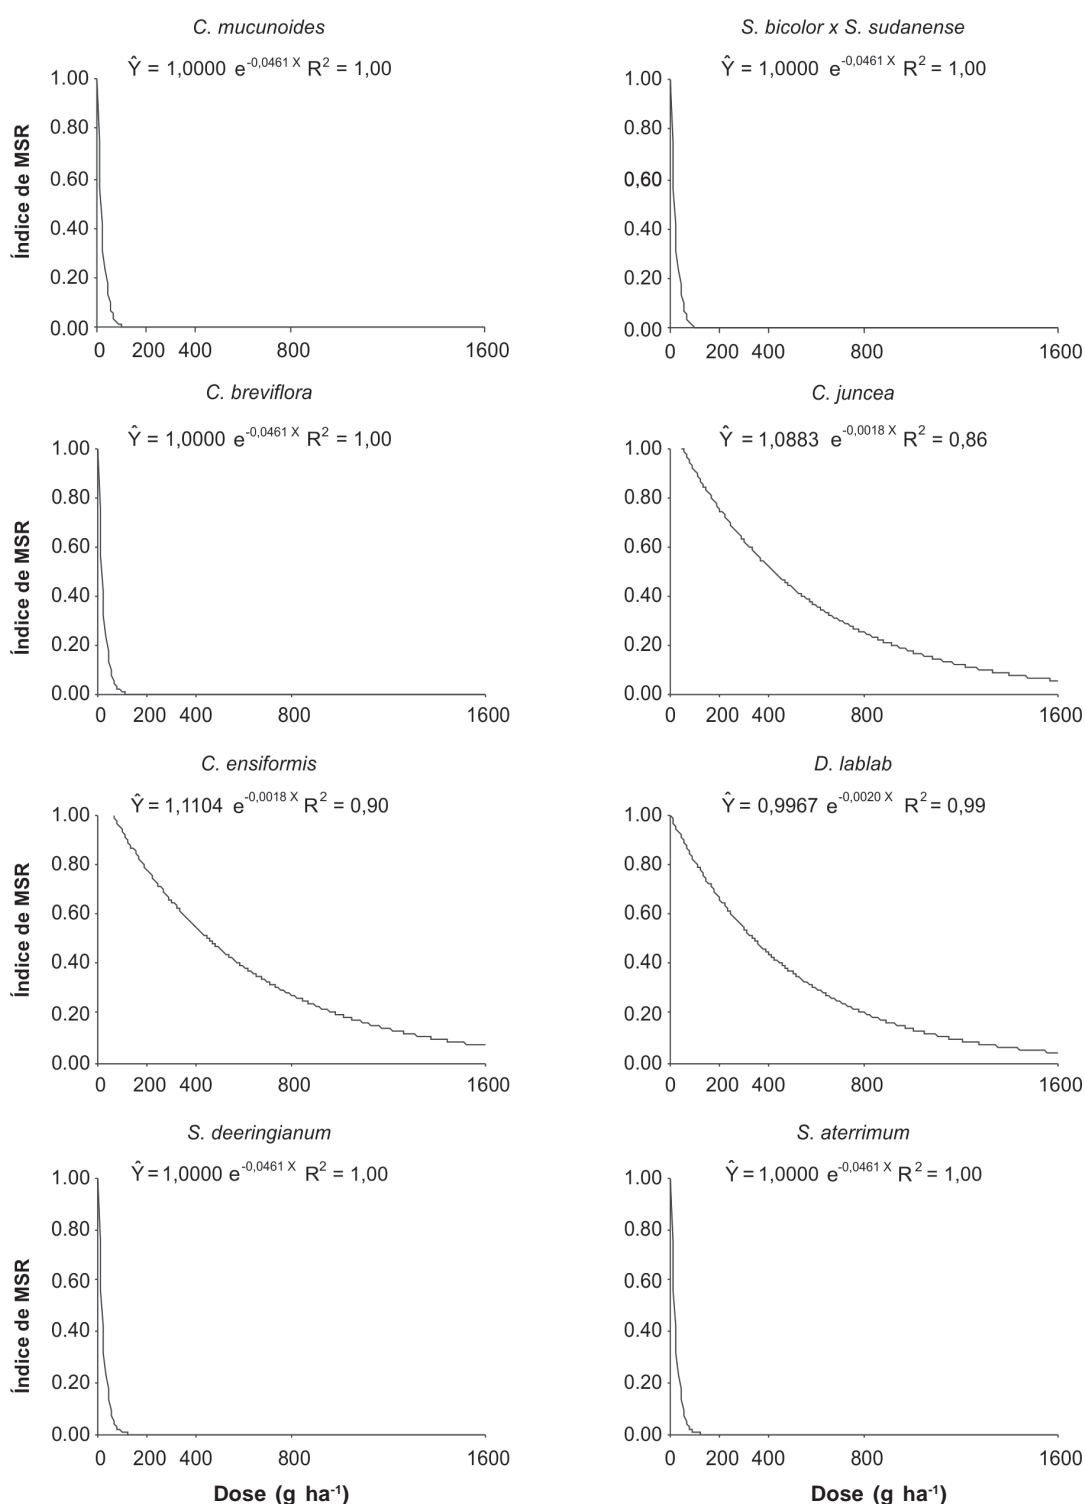 C. mucunoides
Ŷ = 1,0000 e-0,0461 X R2 = 1,00
Índice de MSR
1.00
0.80
0.60
0.40
0.20
0.00
0 200 400 800 1600
S. bicolor x S. sudanense
Ŷ = 1,0000 e-0,0461 X R2 = 1,00
1.00
0.80
0,60
0.40
0.20
0.00
0 200 400 800 1600
C. breviflora
Ŷ = 1,0000 e-0,0461 X R2 = 1,00
Índice de MSR
1.00
0.80
0.60
0.40
0.20
0.00
0 200 400 800 1600
C. juncea
Ŷ = 1,0883 e-0,0018 X R2 = 0,86
1.00
0.80
0.60
0.40
0.20
0.00
0 200 400 800 1600
C. ensiformis
Ŷ = 1,1104 e-0,0018 X R2 = 0,90
Índice de MSR
1.00
0.80
0.60
0.40
0.20
0.00
0 200 400 800 1600
D. lablab
Ŷ = 0,9967 e-0,0020 X R2 = 0,99
1.00
0.80
0.60
0.40
0.20
0.00
0 200 400 800 1600
S. deeringianum
Ŷ = 1,0000 e-0,0461 X R2 = 1,00
Índice de MSR
1.00
0.80
0.60
0.40
0.20
0.00
0 200 400 800 1600
Dose (g ha-1)
S. aterrimum
Ŷ = 1,0000 e-0,0461 X R2 = 1,00
1.00
0.80
0.60
0.40
0.20
0.00
0 200 400 800 1600
Dose (g ha-1)